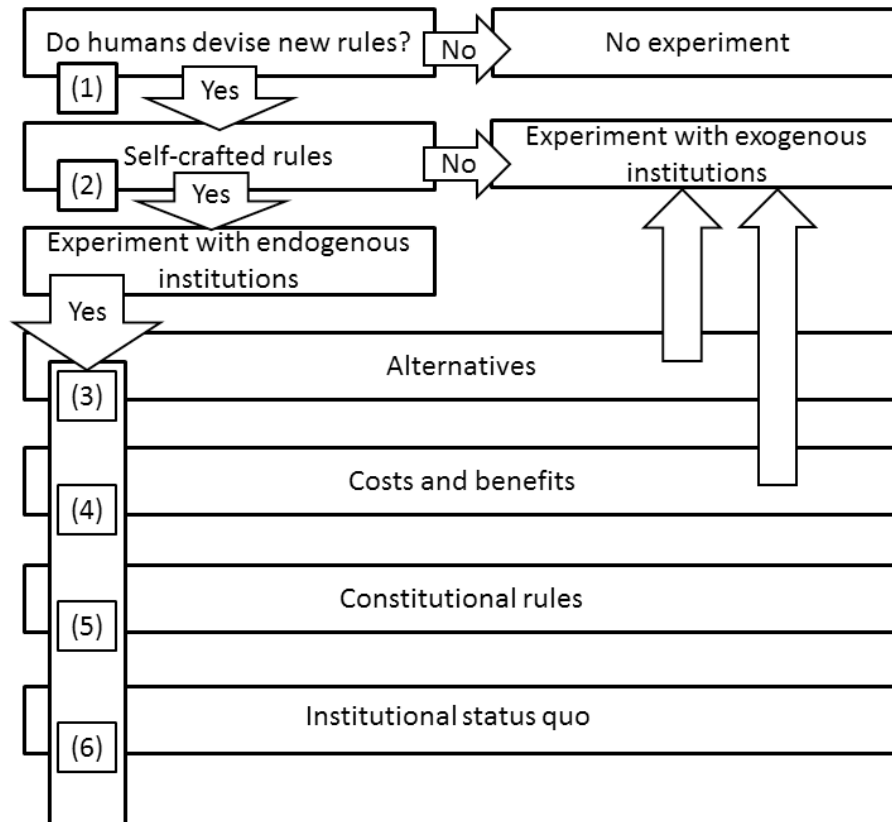 Do humans devise new rules?
No
No experiment
(1)
Yes
Self-crafted rules
No
Experiment with exogenous
institutions
(2)
Yes
Experiment with endogenous
institutions
Yes
Alternatives
(3)
Costs and benefits
(4)
Constitutional rules
(5)
Institutional status quo
(6)